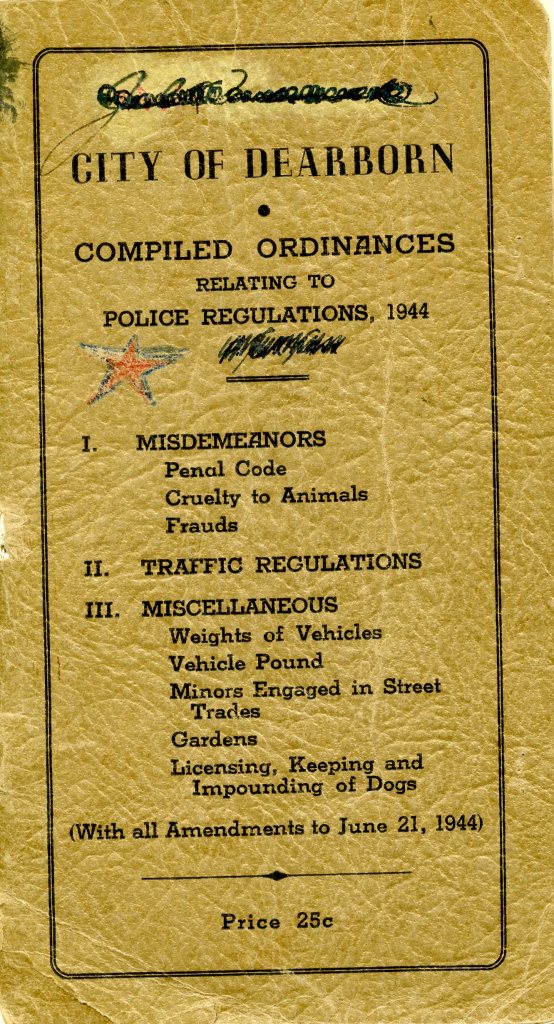 CITY OF DEARBORN
COMPILED ORDINANCES
RELATING TO
POLICE REGULATIONS, 1944
I. MISDEMEANORS
Penal Code
Cruelty to Animals
Frauds
II. TRAFFIC REGULATIONS
III. MISCELLANEOUS
Weights of Vehicles
Vehicle Pound
Minors Engaged in Street
Trades
Gardens
Licensing, Keeping and
Impounding of Dogs
(With all Amendments to June 21, 1944)
Price 25c